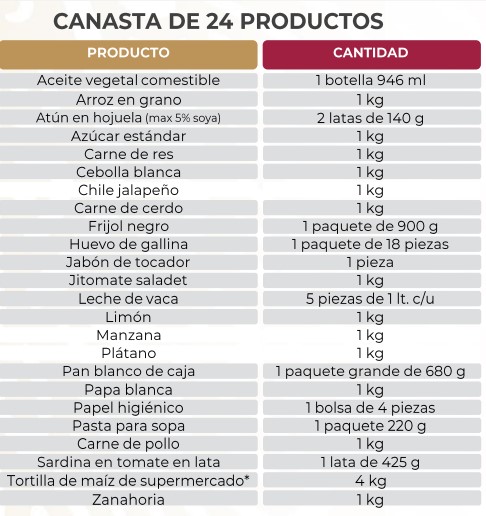 CANASTA DE 24 PRODUCTOS
PRODUCTO CANTIDAD
Aceite vegetal comestible 1 botella 946 ml
Arroz en grano 1 kg
Atún en hojuela (max 5% soya) 2 latas de 140 g
Azúcar estándar 1 kg
Carne de res 1 kg
Cebolla blanca 1 kg
Chile jalapeño 1 kg
Carne de cerdo 1 kg
Frijol negro 1 paquete de 900 g
Huevo de gallina 1 paquete de 18 piezas
Jabón de tocador 1 pieza
Jitomate saladet 1 kg
Leche de vaca 5 piezas de 1 lt. c/u
Limón 1 kg
Manzana 1 kg
Plátano 1 kg
Pan blanco de caja 1 paquete grande de 680 g
Papa blanca 1 kg
Papel higiénico 1 bolsa de 4 piezas
Pasta para sopa 1 paquete 220 g
Carne de pollo 1 kg
Sardina en tomate en lata 1 lata de 425 g
Tortilla de maíz de supermercado* 4 kg
Zanahoria 1 kg